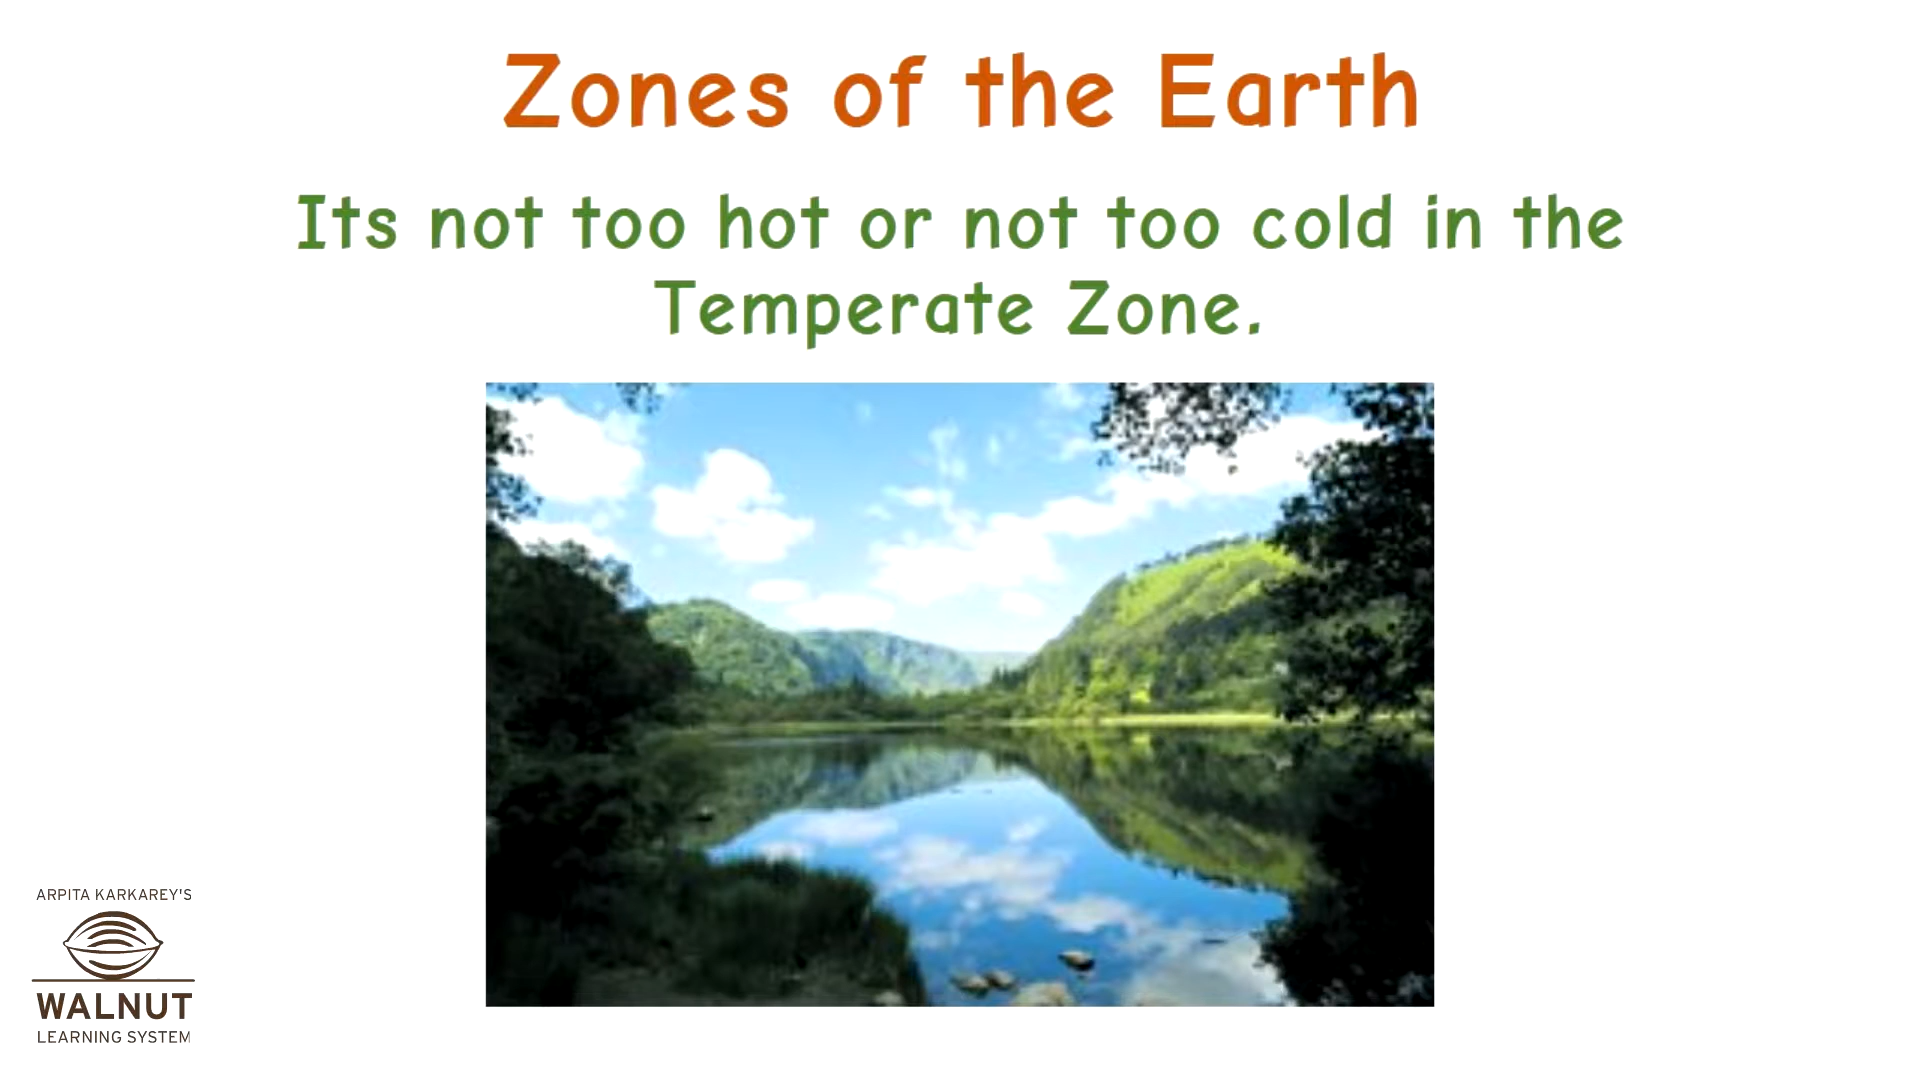 Zones of the Earth
Its not too hot or not too cold in the
Temperate Zone.
ARPITA KARKAREY'S
WALNUT
LEARNING SYSTEM